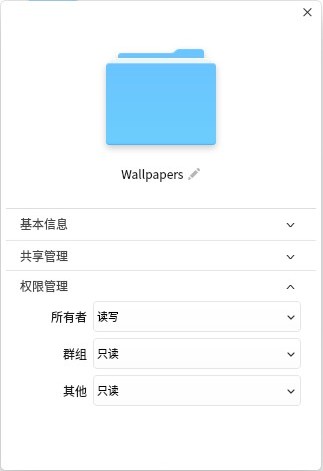 Wallpapers
基本信息
共享管理
权限管理
所有者 读写
群组 只读
其他 只读